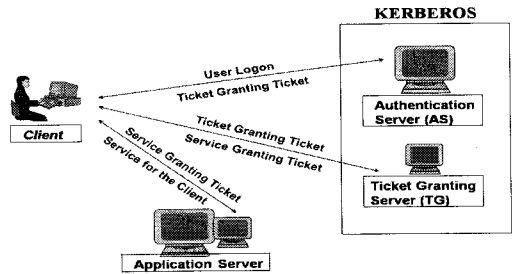 KERBEROS
User Logon
Ticket Granting Ticket
Authentication
Server (AS)
Client
Ticket Granting Ticket
Service Granting Ticket
Ticket Granting
Server (TG)
Service Granting Ticket
Service for the Client
Application Server